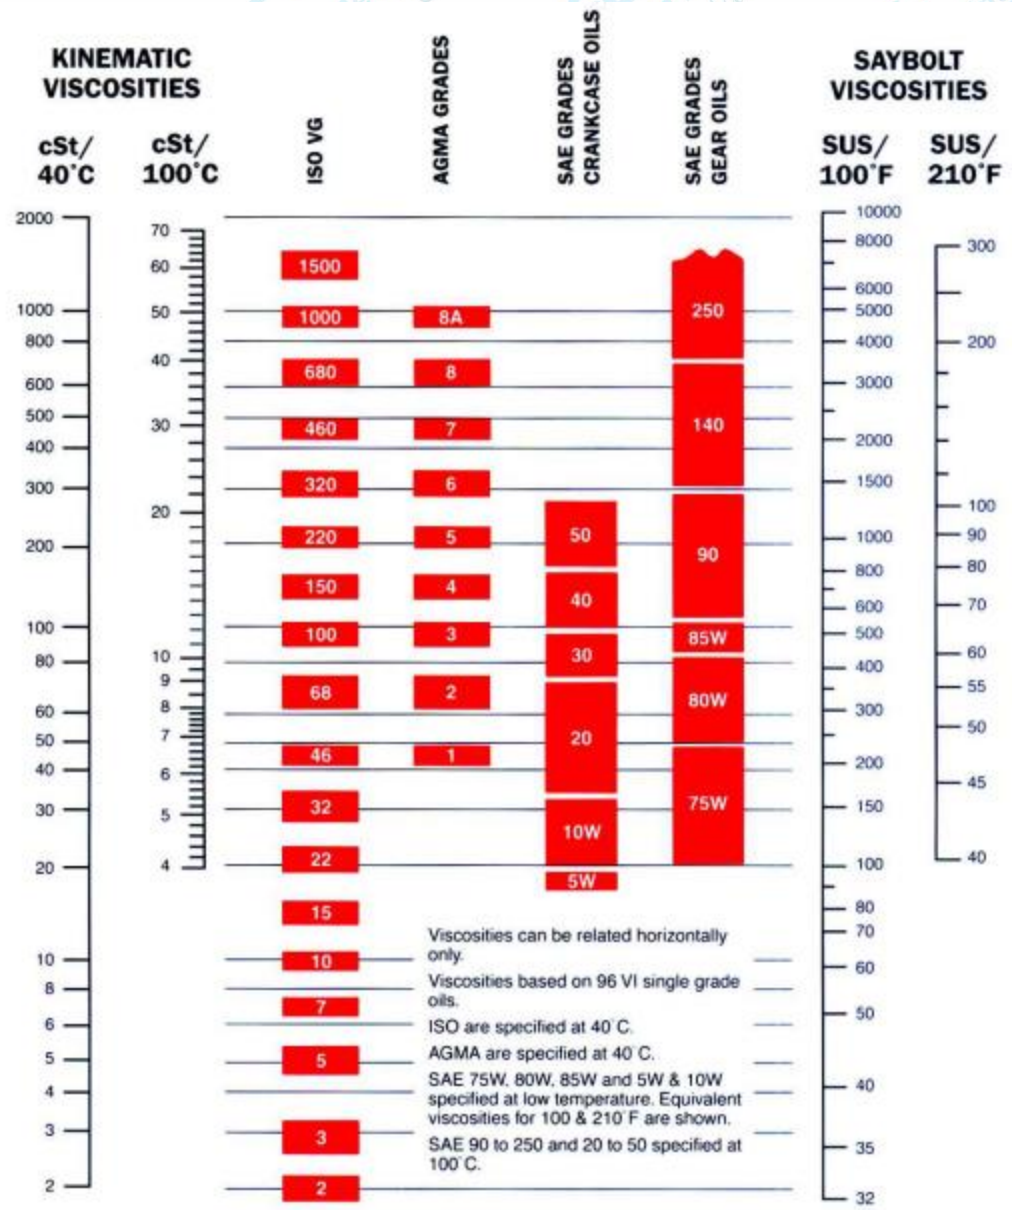 KINEMATIC
VISCOSITIES
cSt/
40°C
cSt/
100°C
ISO VG
AGMA GRADES
SAE GRADES
CRANKCASE OILS
SAE GRADES
GEAR OILS
SAYBOLT
VISCOSITIES
SUS/
100°F
SUS/
210°F
2000
1000
800
600
500
400
300
200
100
80
60
50
40
30
20
10
8
6
5
4
3
2
70
60
50
40
30
20
10
9
8
7
6
5
4
1500
1000
680
460
320
220
150
100
68
46
32
22
15
10
7
5
3
2
8A
8
7
6
5
4
3
2
1
50
40
30
20
10W
5W
250
140
90
85W
80W
75W
10000
8000
6000
5000
4000
3000
2000
1500
1000
800
600
500
400
300
200
150
100
80
70
60
50
40
35
32
300
200
100
90
80
70
60
55
50
45
40
Viscosities can be related horizontally
only.
Viscosities based on 96 VI single grade
oils.
ISO are specified at 40°C.
AGMA are specified at 40°C.
SAE 75W, 80W, 85W and 5W & 10W
specified at low temperature. Equivalent
viscosities for 100 & 210°F are shown.
SAE 90 to 250 and 20 to 50 specified at
100°C.